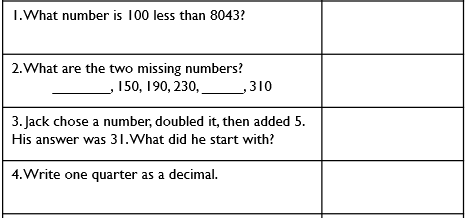 1.What number is 100 less than 8043?
2.What are the two missing numbers?
_______, 150, 190, 230, _____, 310
3. Jack chose a number, doubled it, then added 5.
His answer was 31.What did he start with?
4.Write one quarter as a decimal.